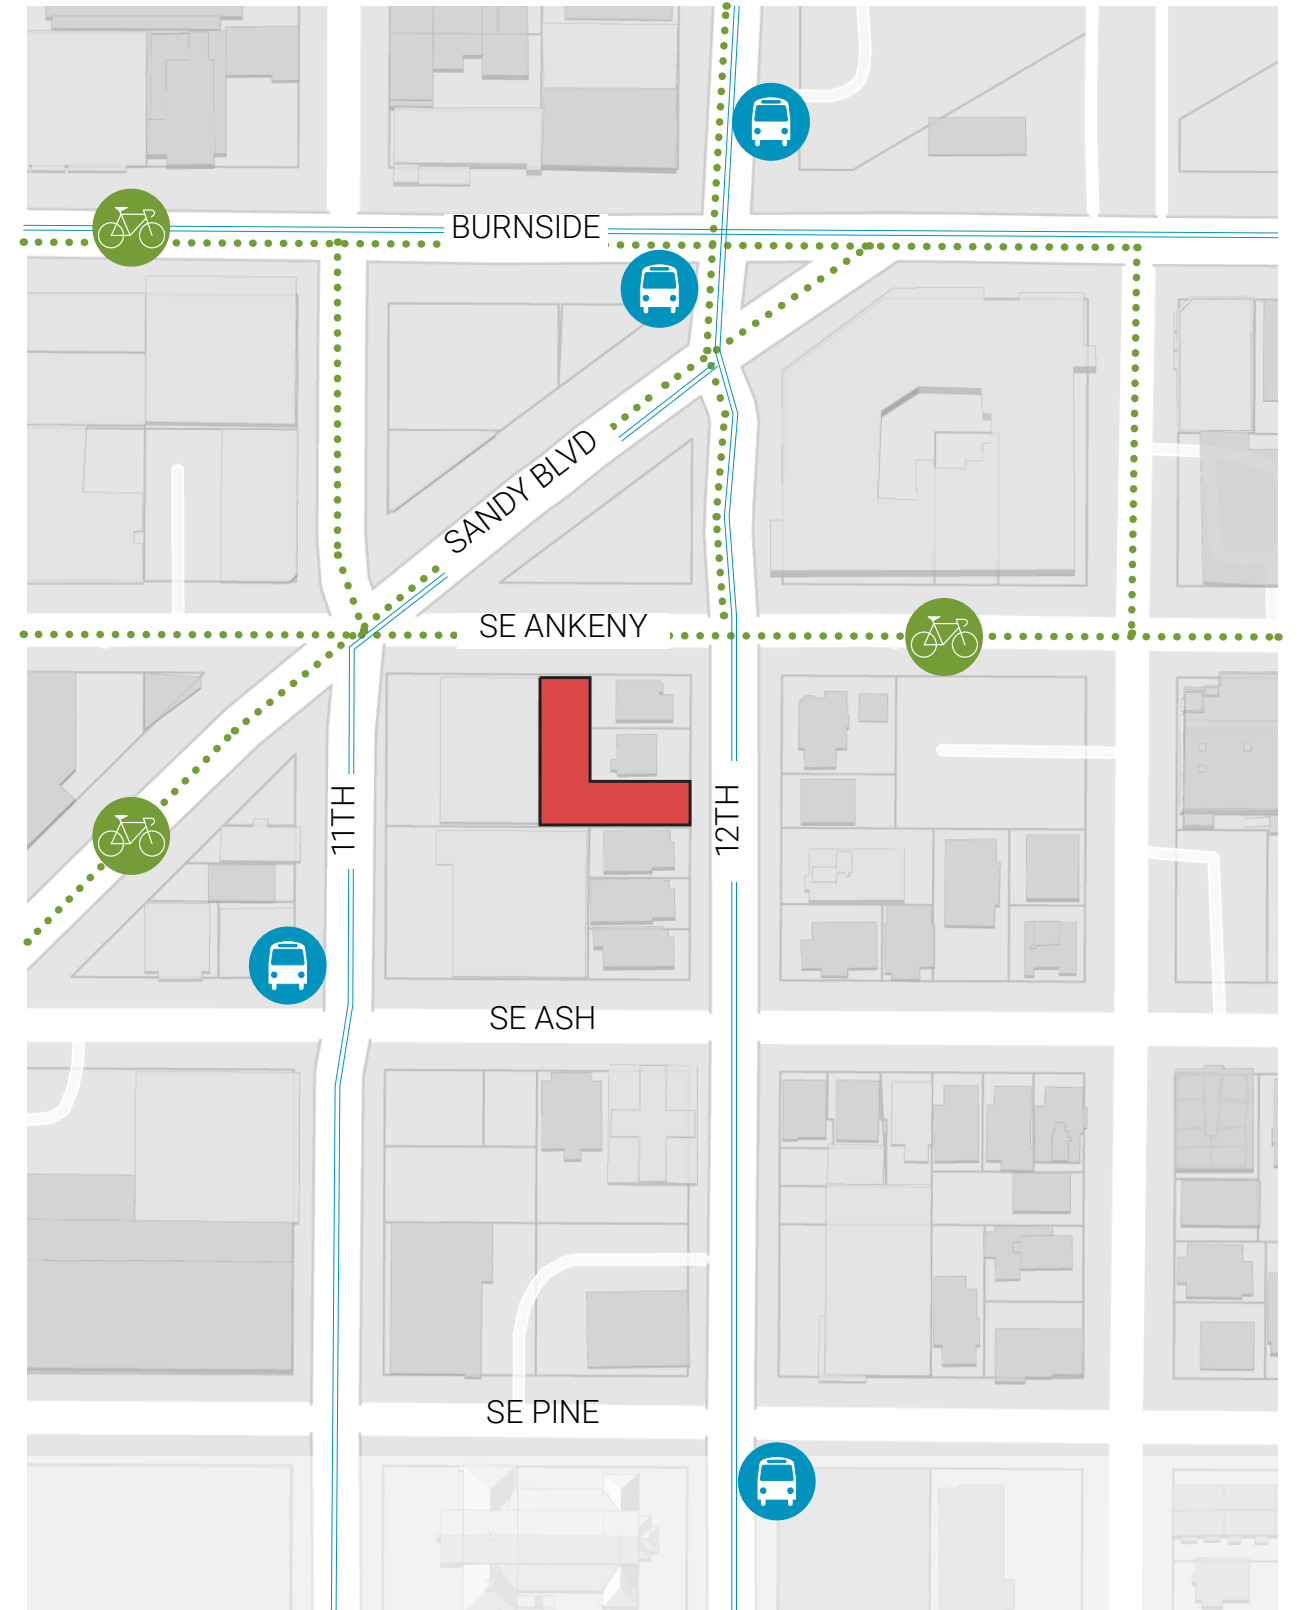 BURNSIDE
SANDY BLVD
SE ANKENY
11TH
12TH
SE ASH
SE PINE